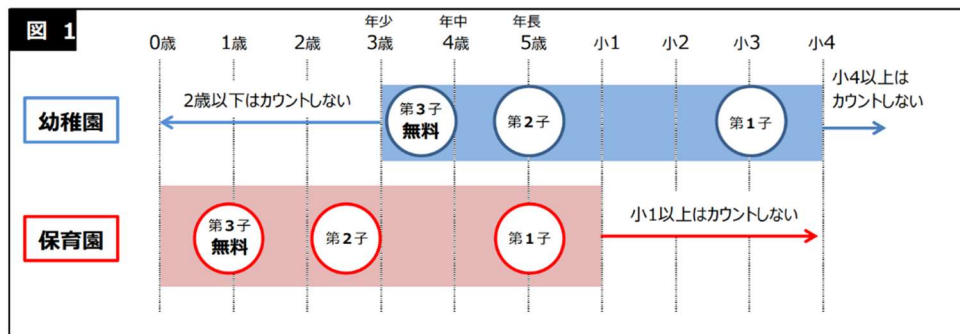 図 1
年少 年中 年長
0歳 1歳 2歳 3歳 4歳 5歳 小1 小2 小3 小4
幼稚園
2歳以下はカウントしない
第3子
無料
第2子
第1子
小4以上は
カウントしない
保育園
第3子
無料
第2子
第1子
小1以上はカウントしない